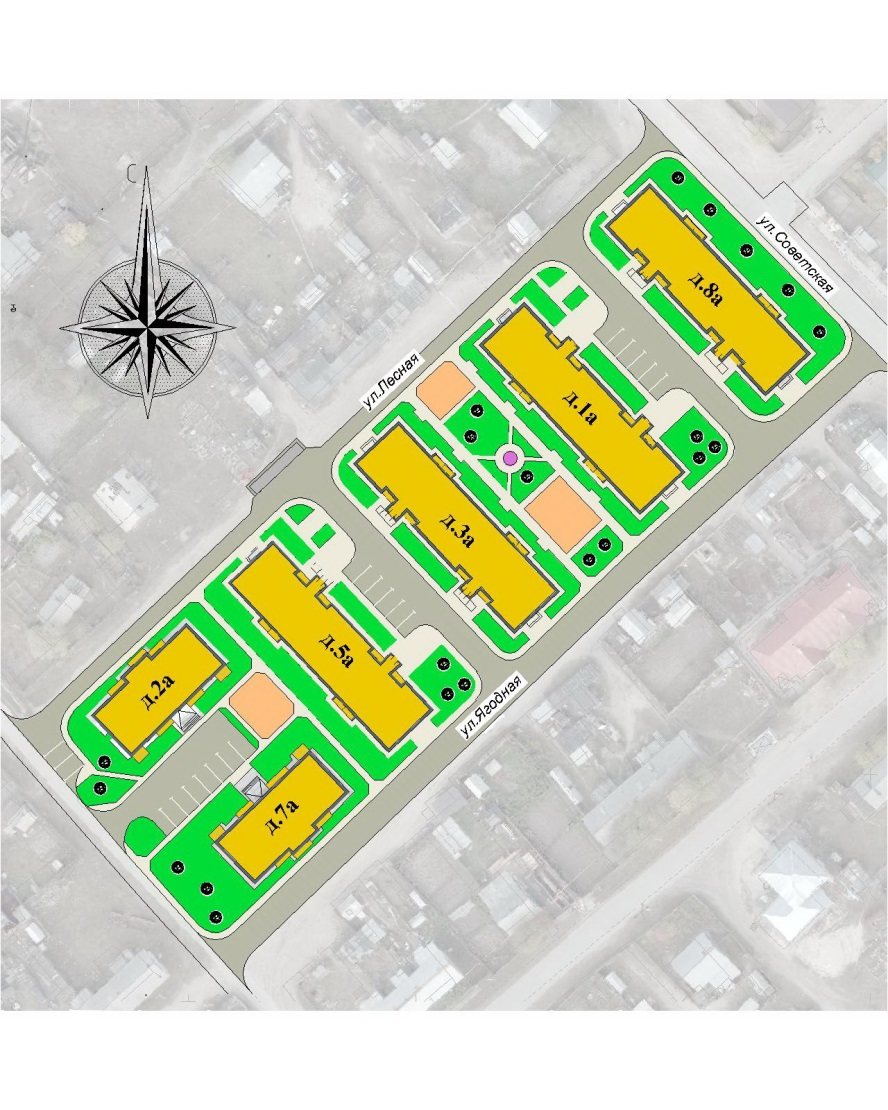 С
ул.Советская
д.8а
ул.Лесная
д.1а
д.3а
д.5а
д.2а
ул.Ягодная
д.7а